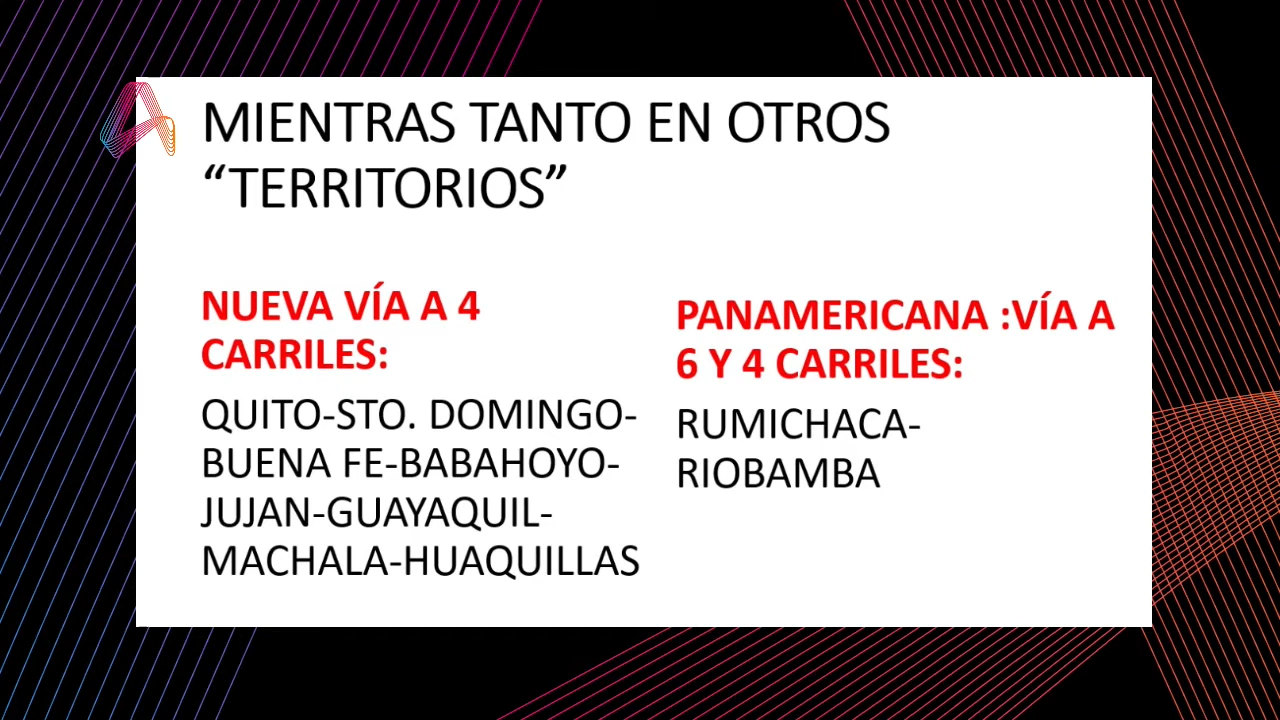 MIENTRAS TANTO EN OTROS
“TERRITORIOS”
NUEVA VÍA A 4
CARRILES:
QUITO-STO. DOMINGO-
BUENA FE-BABAHOYO-
JUJAN-GUAYAQUIL-
MACHALA-HUAQUILLAS
PANAMERICANA :VÍA A
6 Y 4 CARRILES:
RUMICHACA-
RIOBAMBA